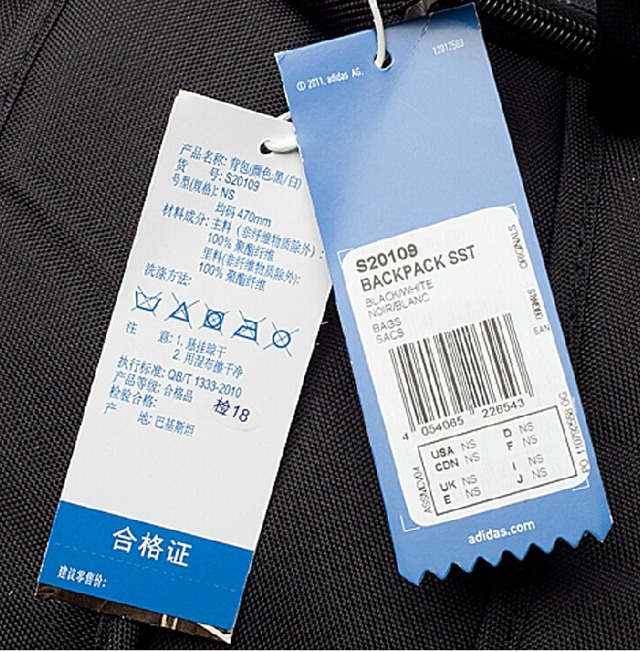 产品名称: 背包(颜色:黑/白)
货 号: S20109
号型(规格): NS
均码 470mm
材料成分: 主料 (非纤维物质除外):
100% 聚酯纤维
里料(非纤维物质除外):
100% 聚酯纤维
洗涤方法:
注 意: 1. 悬挂晾干
2. 用湿布擦干净
执行标准: QB/T 1333-2010
产品等级: 合格品
检验合格:
检18
产 地: 巴基斯坦
合格证
建议零售价:
© 2011, adidas AG.
S20109
BACKPACK SST
BLACK/WHITE
NOIR/BLANC
BAGS
SACS
ORIGINALS
EAN
4 054065 226543
USA NS D NS
CDN NS F NS
UK NS I NS
E NS J NS
adidas.com